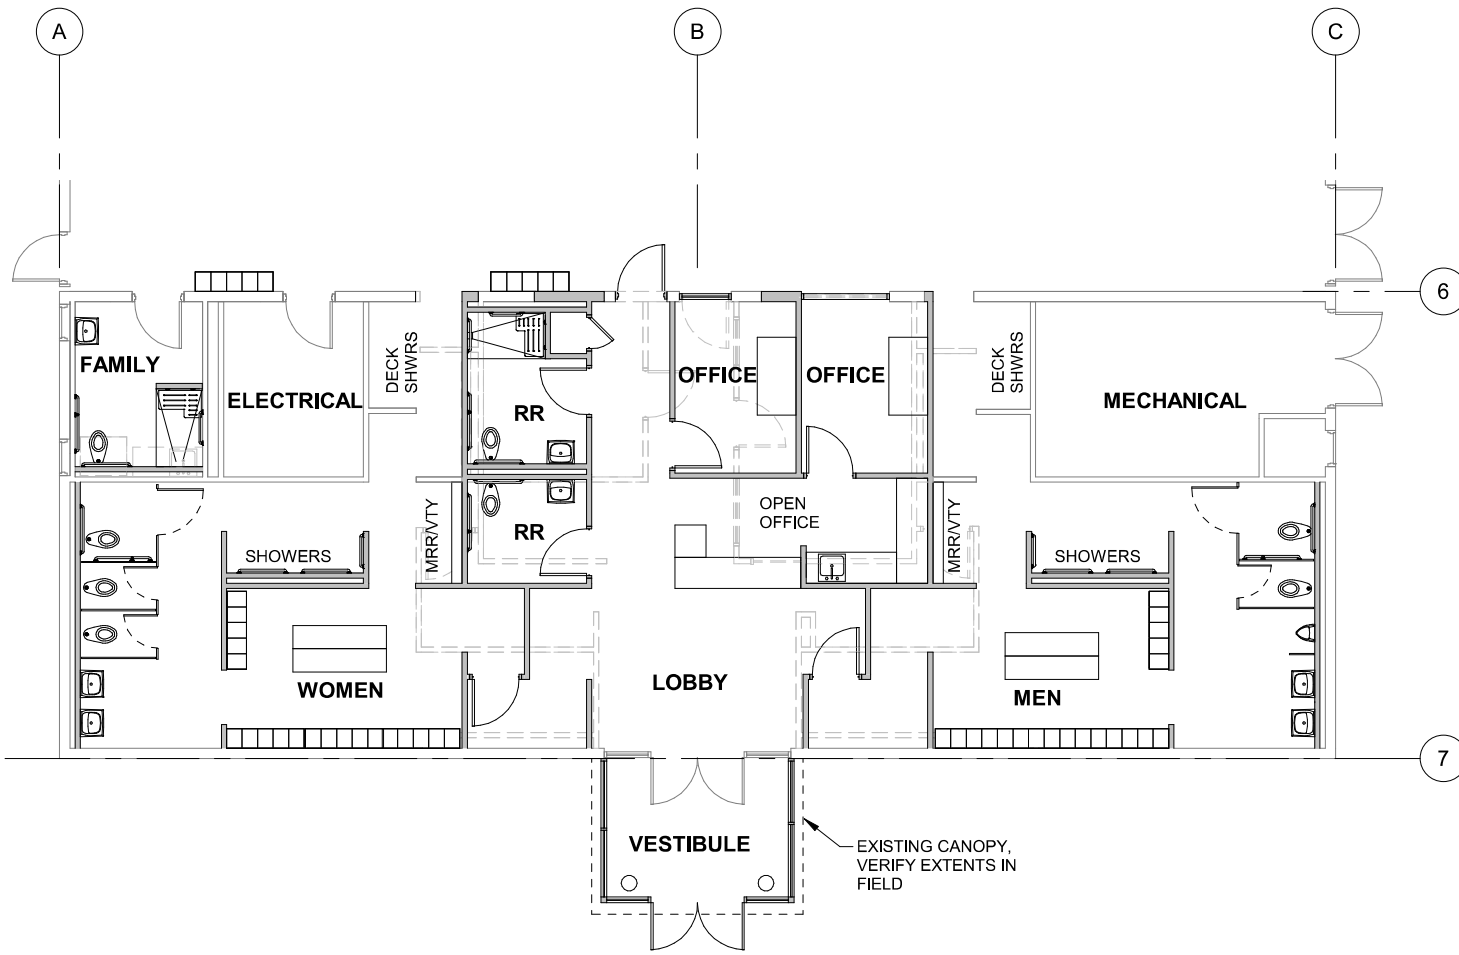 A
B
C
6
FAMILY
ELECTRICAL
DECK
SHWRS
RR
OFFICE
OFFICE
DECK
SHWRS
MECHANICAL
MRR/VTY
RR
OPEN
OFFICE
MRR/VTY
SHOWERS
SHOWERS
WOMEN
LOBBY
MEN
7
VESTIBULE
EXISTING CANOPY,
VERIFY EXTENTS IN
FIELD